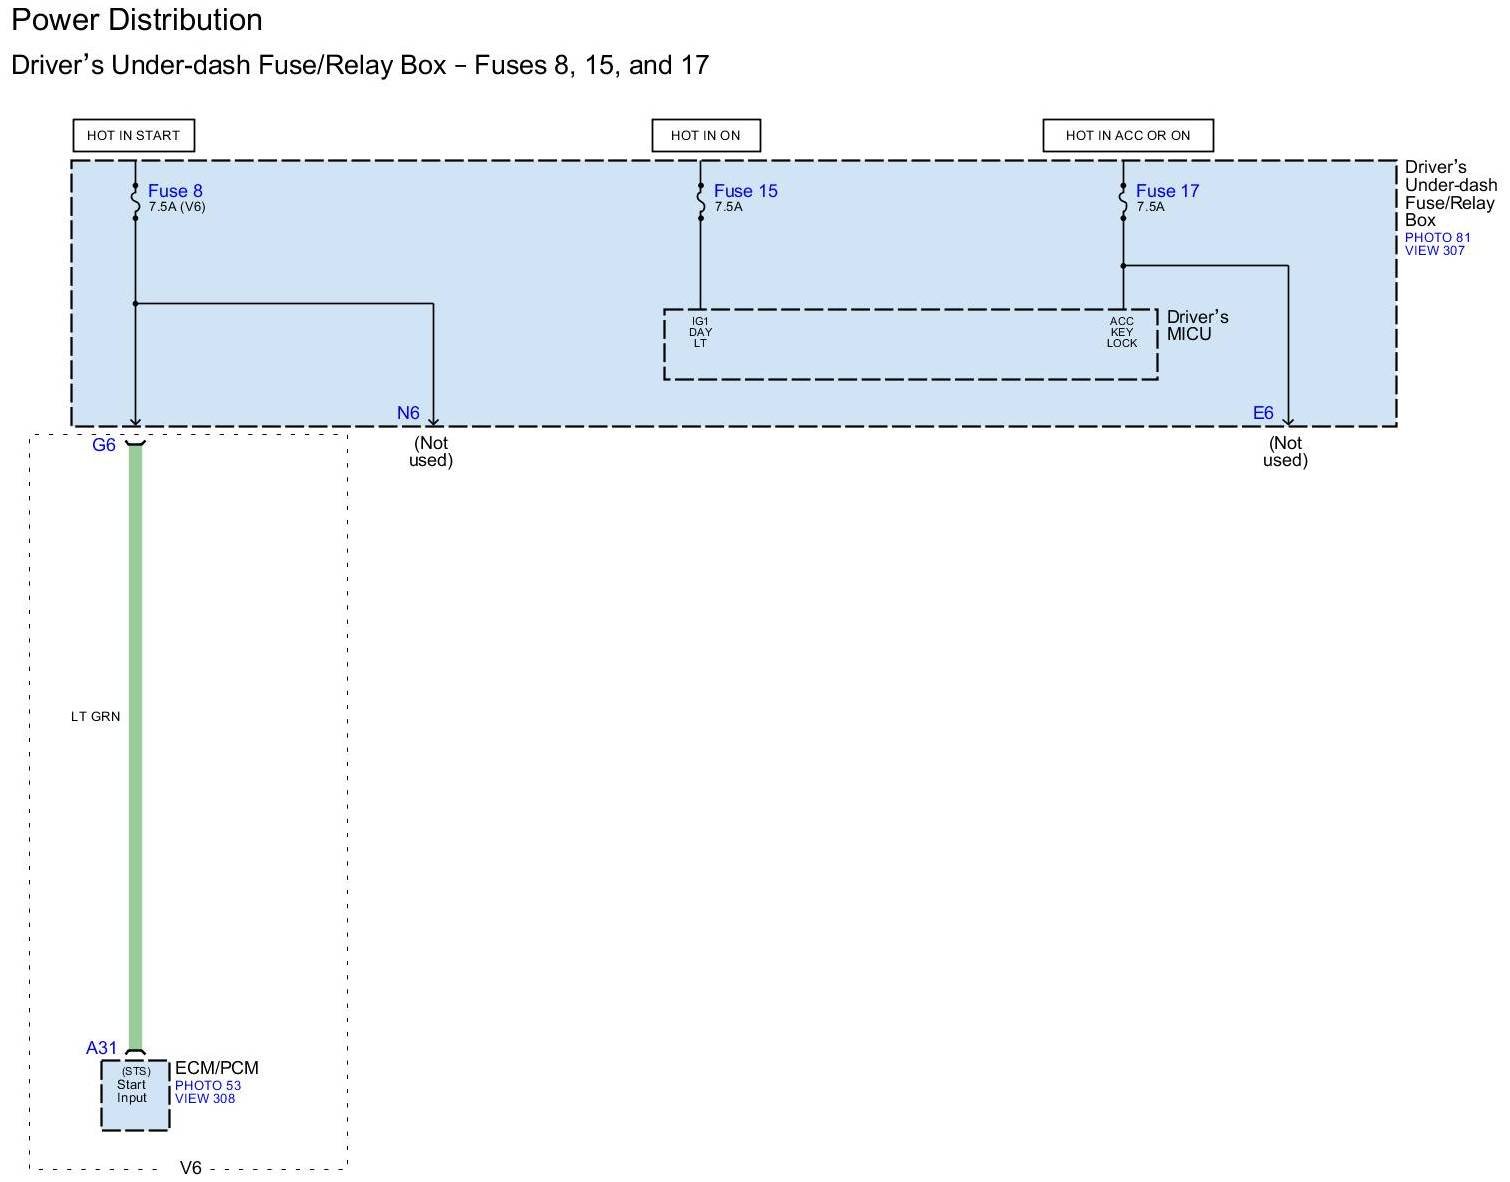 Power Distribution
Driver's Under-dash Fuse/Relay Box – Fuses 8, 15, and 17
HOT IN START
HOT IN ON
HOT IN ACC OR ON
Fuse 8
7.5A (V6)
Fuse 15
7.5A
Fuse 17
7.5A
Driver's
Under-dash
Fuse/Relay
Box
PHOTO 81
VIEW 307
IG1
DAY
LT
ACC
KEY
LOCK
Driver's
MICU
N6
E6
G6
(Not
used)
(Not
used)
LT GRN
A31
(STS)
Start
Input
ECM/PCM
PHOTO 53
VIEW 308
V6